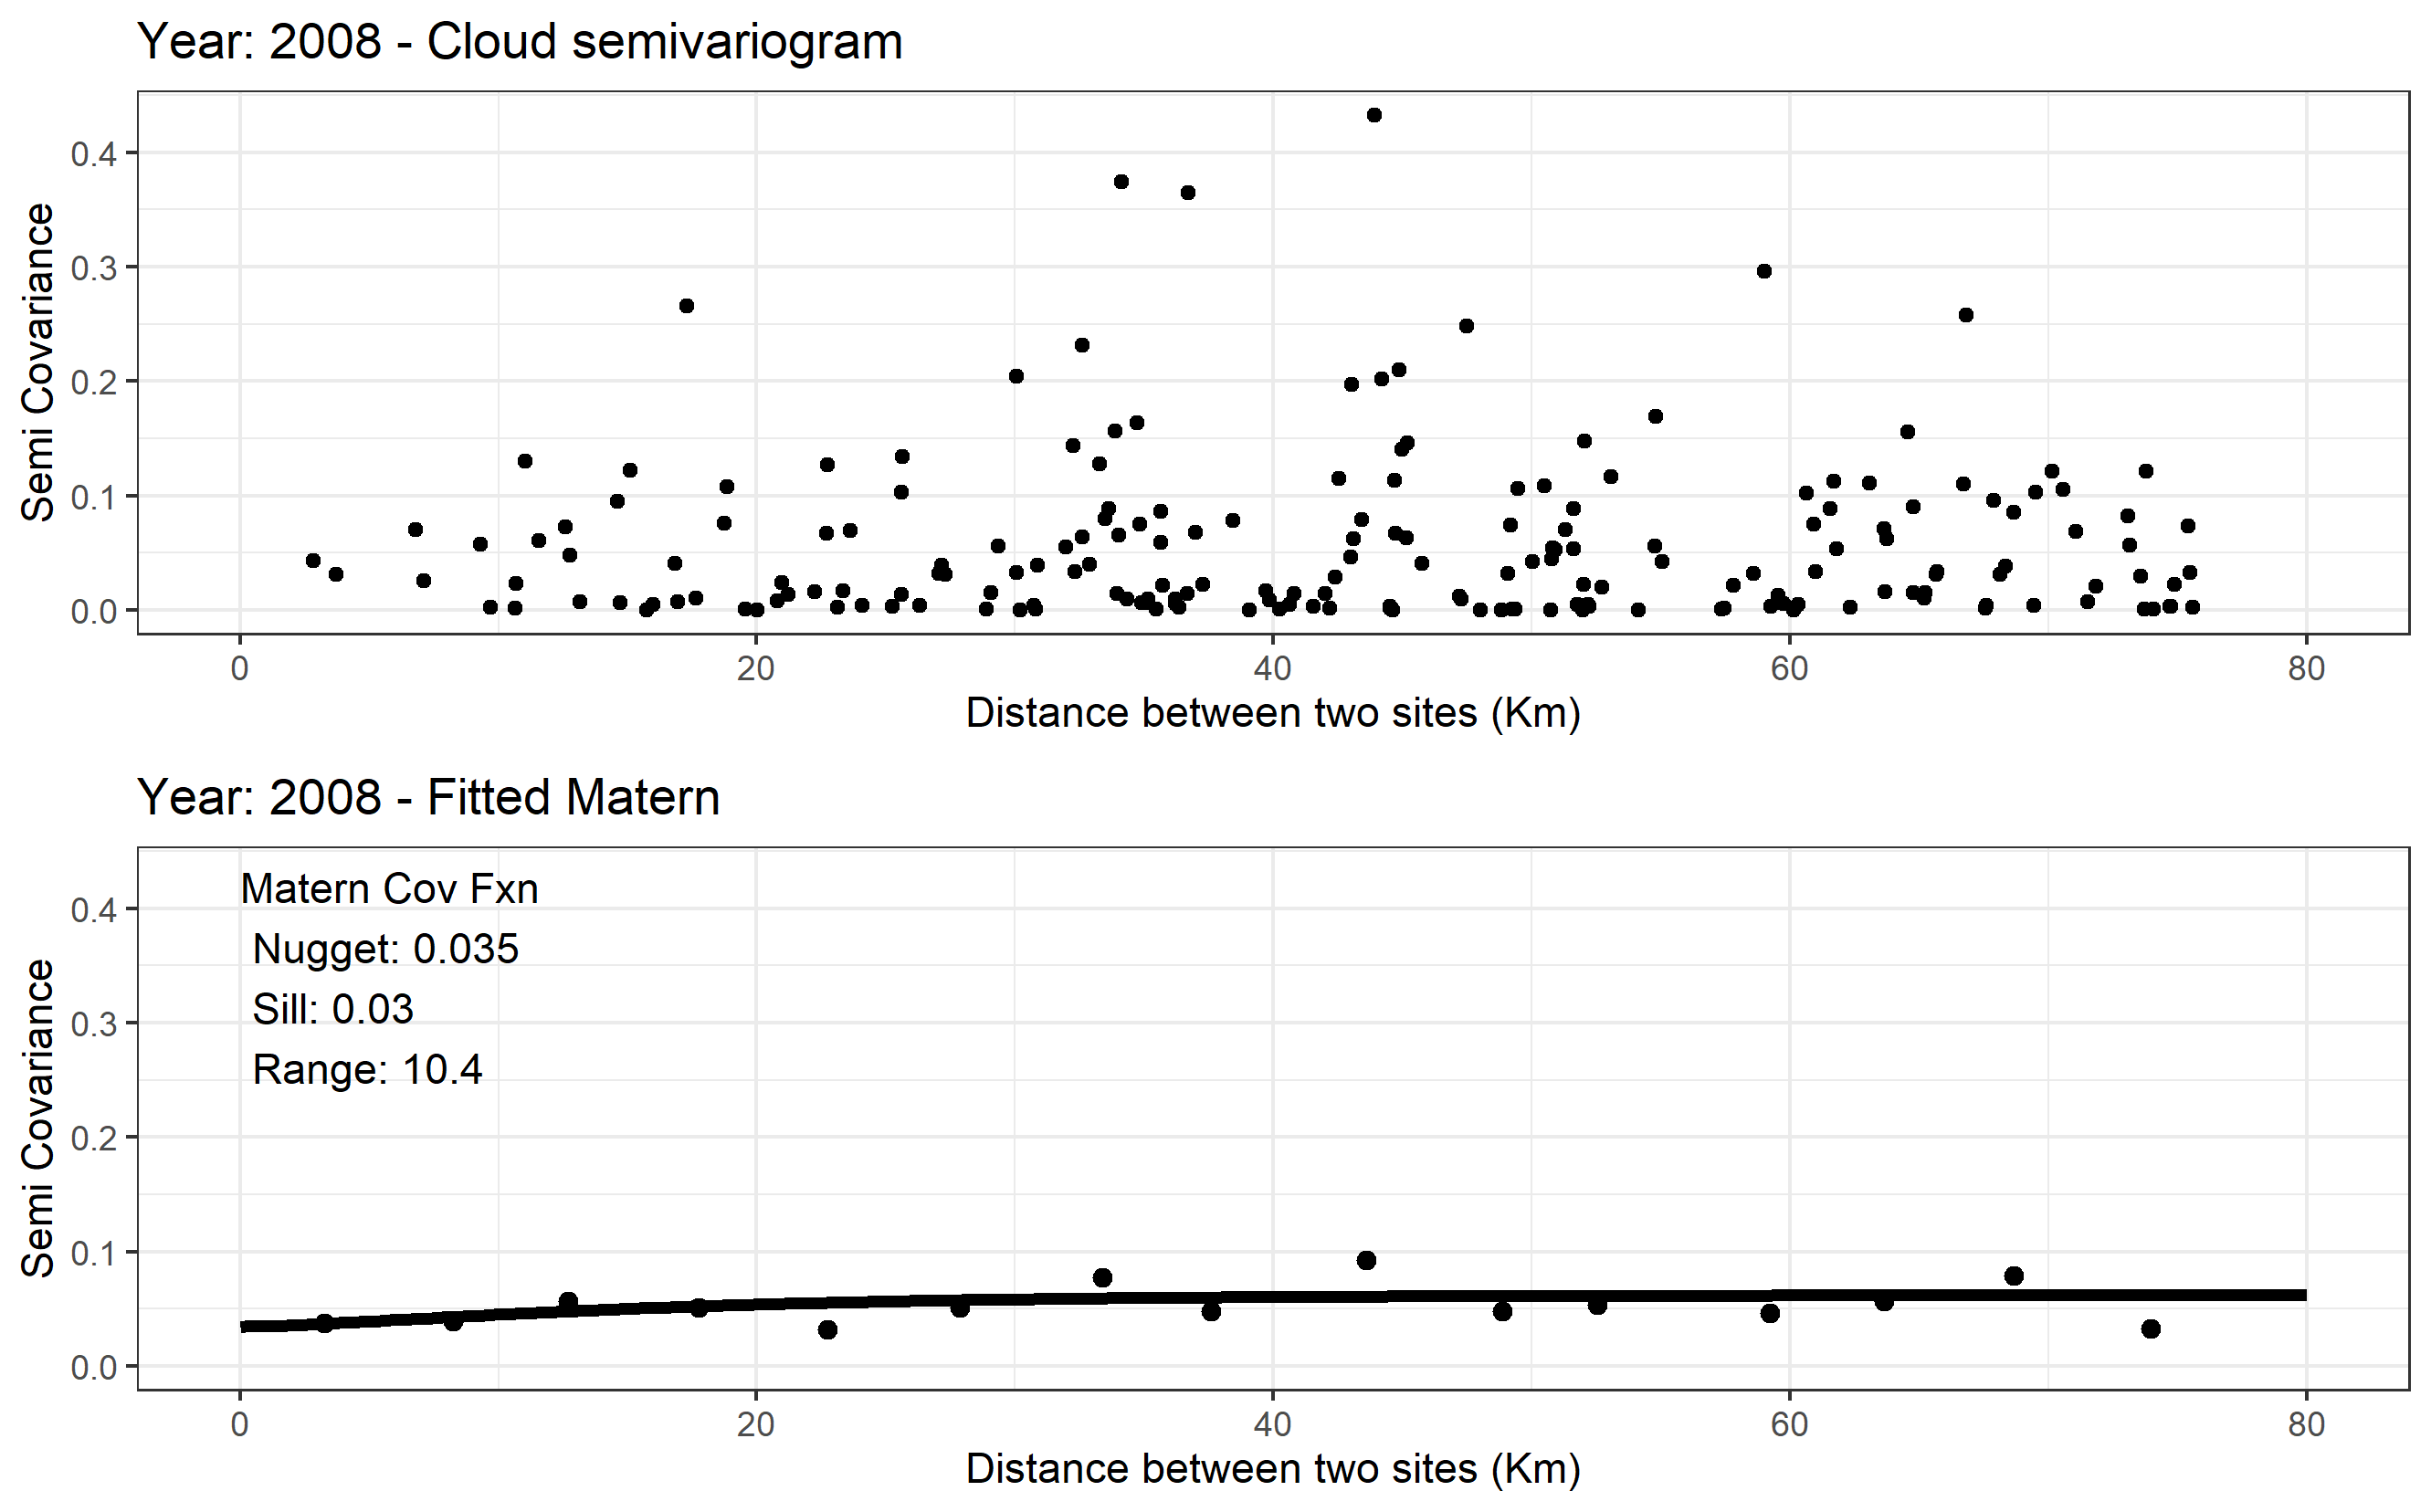 Year: 2008 - Cloud semivariogram
Semi Covariance
0.4
0.3
0.2
0.1
0.0
0 20 40 60 80
Distance between two sites (Km)
Year: 2008 - Fitted Matern
Semi Covariance
0.4
0.3
0.2
0.1
0.0
Matern Cov Fxn
Nugget: 0.035
Sill: 0.03
Range: 10.4
0 20 40 60 80
Distance between two sites (Km)